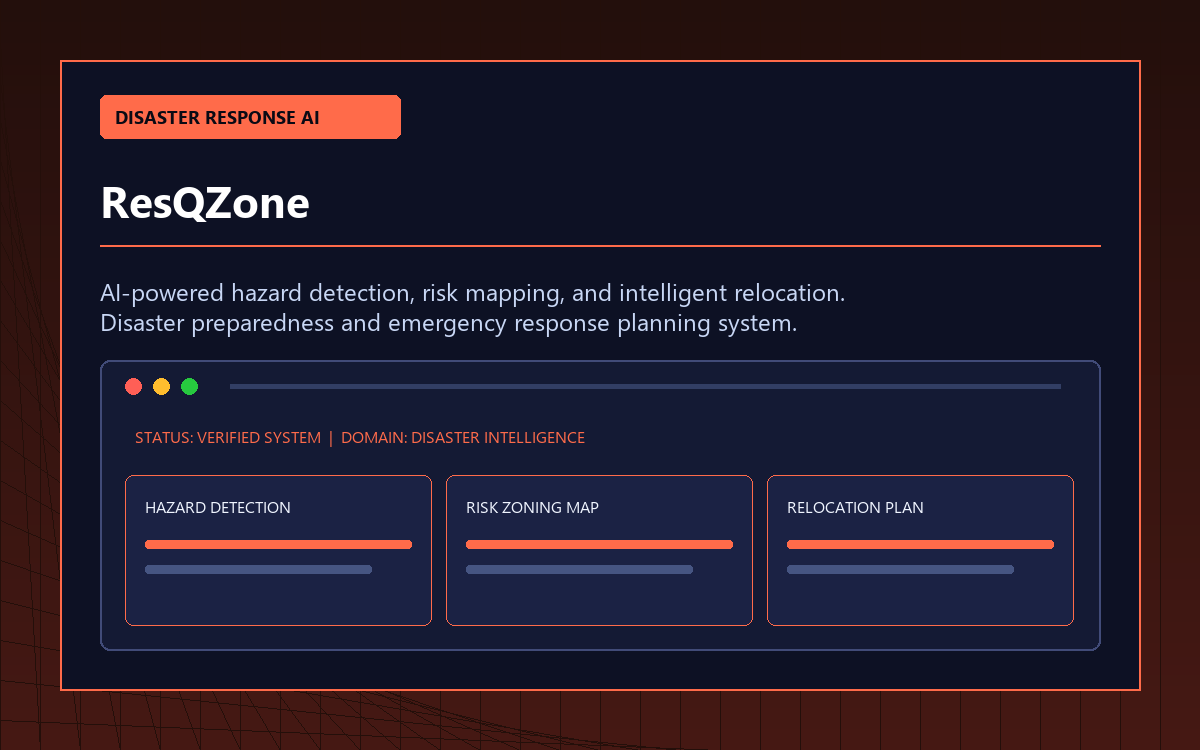 DISASTER RESPONSE AI
ResQZone
AI-powered hazard detection, risk mapping, and intelligent relocation.
Disaster preparedness and emergency response planning system.
STATUS: VERIFIED SYSTEM | DOMAIN: DISASTER INTELLIGENCE
HAZARD DETECTION
RISK ZONING MAP
RELOCATION PLAN